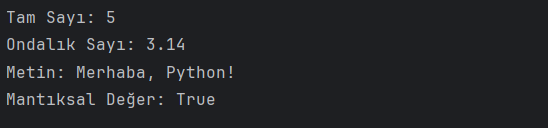 Tam Sayı: 5
Ondalık Sayı: 3.14
Metin: Merhaba, Python!
Mantıksal Değer: True